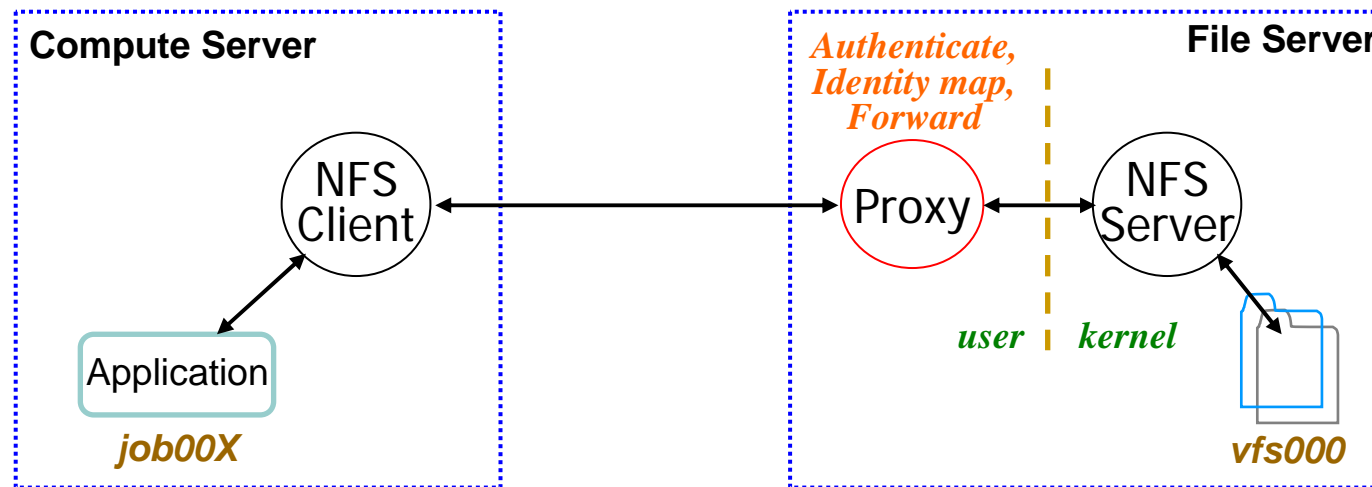 Compute Server
File Server
Authenticate,
Identity map,
Forward
NFS
Client
Proxy
NFS
Server
user
kernel
Application
job00X
vfs000